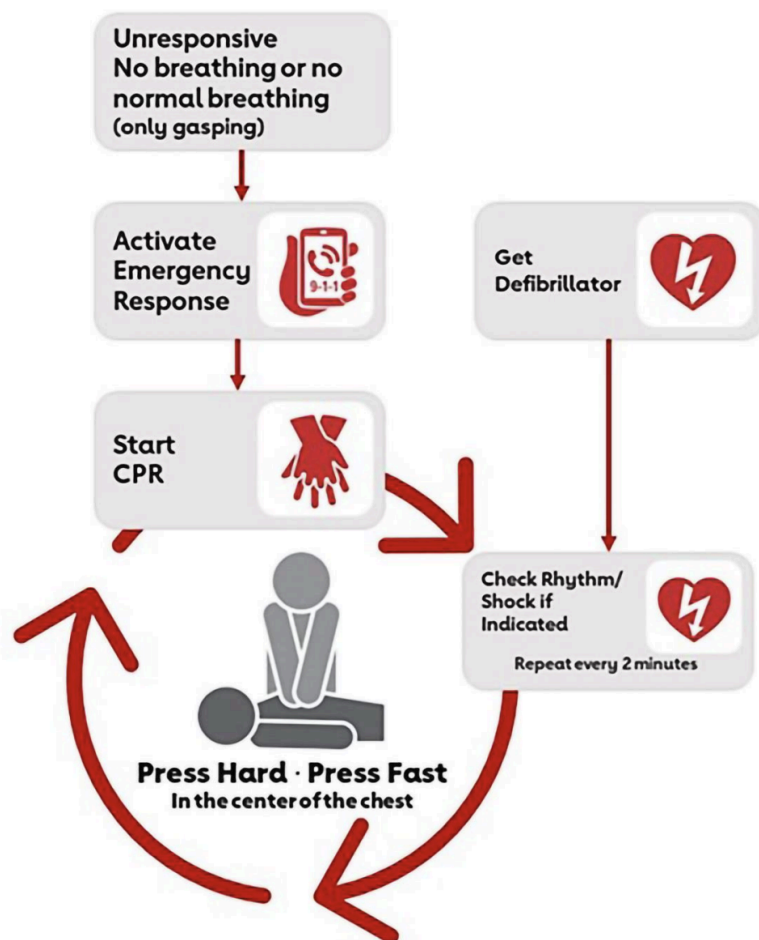 Unresponsive
No breathing or no
normal breathing
(only gasping)
Activate
Emergency
Response
9-1-1
Get
Defibrillator
Start
CPR
Check Rhythm/
Shock if
Indicated
Repeat every 2 minutes
Press Hard · Press Fast
In the center of the chest